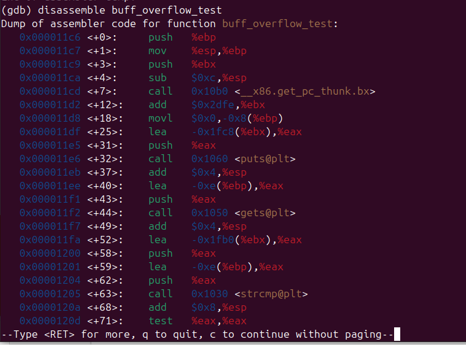 (gdb) disassemble buff_overflow_test
Dump of assembler code for function buff_overflow_test:
0x000011c6 <+0>: push %ebp
0x000011c7 <+1>: mov %esp,%ebp
0x000011c9 <+3>: push %ebx
0x000011ca <+4>: sub $0xc,%esp
0x000011cd <+7>: call 0x10b0 <__x86.get_pc_thunk.bx>
0x000011d2 <+12>: add $0x2dfe,%ebx
0x000011d8 <+18>: movl $0x0,-0x8(%ebp)
0x000011df <+25>: lea -0x1fc8(%ebx),%eax
0x000011e5 <+31>: push %eax
0x000011e6 <+32>: call 0x1060 <puts@plt>
0x000011eb <+37>: add $0x4,%esp
0x000011ee <+40>: lea -0xe(%ebp),%eax
0x000011f1 <+43>: push %eax
0x000011f2 <+44>: call 0x1050 <gets@plt>
0x000011f7 <+49>: add $0x4,%esp
0x000011fa <+52>: lea -0x1fb0(%ebx),%eax
0x00001200 <+58>: push %eax
0x00001201 <+59>: lea -0xe(%ebp),%eax
0x00001204 <+62>: push %eax
0x00001205 <+63>: call 0x1030 <strcmp@plt>
0x0000120a <+68>: add $0x8,%esp
0x0000120d <+71>: test %eax,%eax
--Type <RET> for more, q to quit, c to continue without paging--